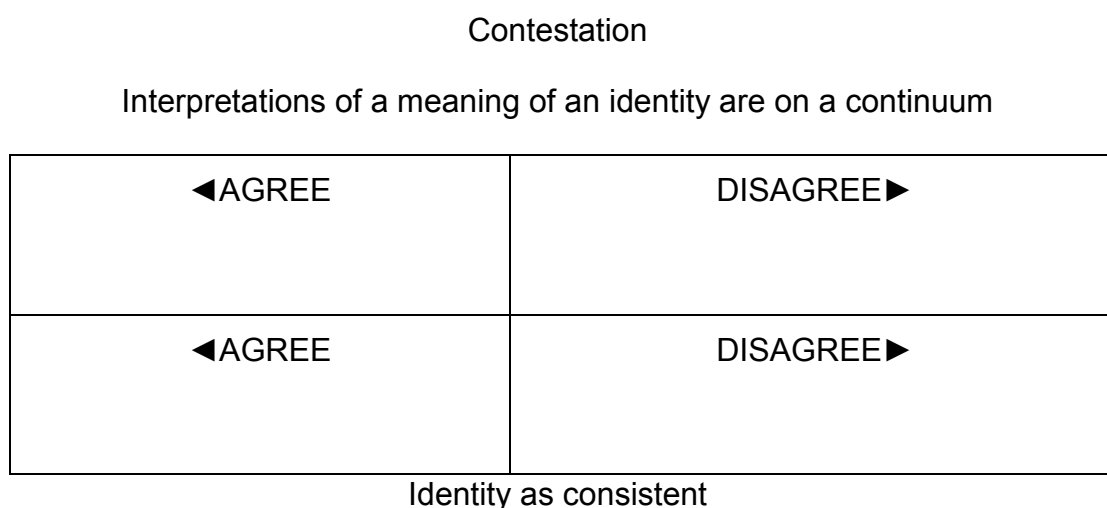 Contestation
Interpretations of a meaning of an identity are on a continuum
◄AGREE DISAGREE►
◄AGREE DISAGREE►
Identity as consistent